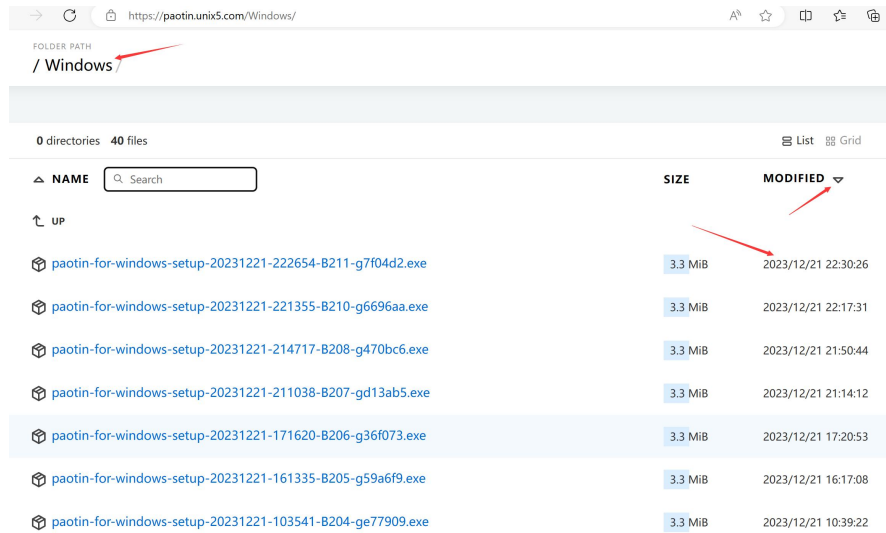 https://paotin.unix5.com/Windows/
FOLDER PATH
/ Windows /
0 directories 40 files List Grid
NAME Search SIZE MODIFIED
UP
paotin-for-windows-setup-20231221-222654-B211-g7f04d2.exe 3.3 MiB 2023/12/21 22:30:26
paotin-for-windows-setup-20231221-221355-B210-g6696aa.exe 3.3 MiB 2023/12/21 22:17:31
paotin-for-windows-setup-20231221-214717-B208-g470bc6.exe 3.3 MiB 2023/12/21 21:50:44
paotin-for-windows-setup-20231221-211038-B207-gd13ab5.exe 3.3 MiB 2023/12/21 21:14:12
paotin-for-windows-setup-20231221-171620-B206-g36f073.exe 3.3 MiB 2023/12/21 17:20:53
paotin-for-windows-setup-20231221-161335-B205-g59a6f9.exe 3.3 MiB 2023/12/21 16:17:08
paotin-for-windows-setup-20231221-103541-B204-ge77909.exe 3.3 MiB 2023/12/21 10:39:22